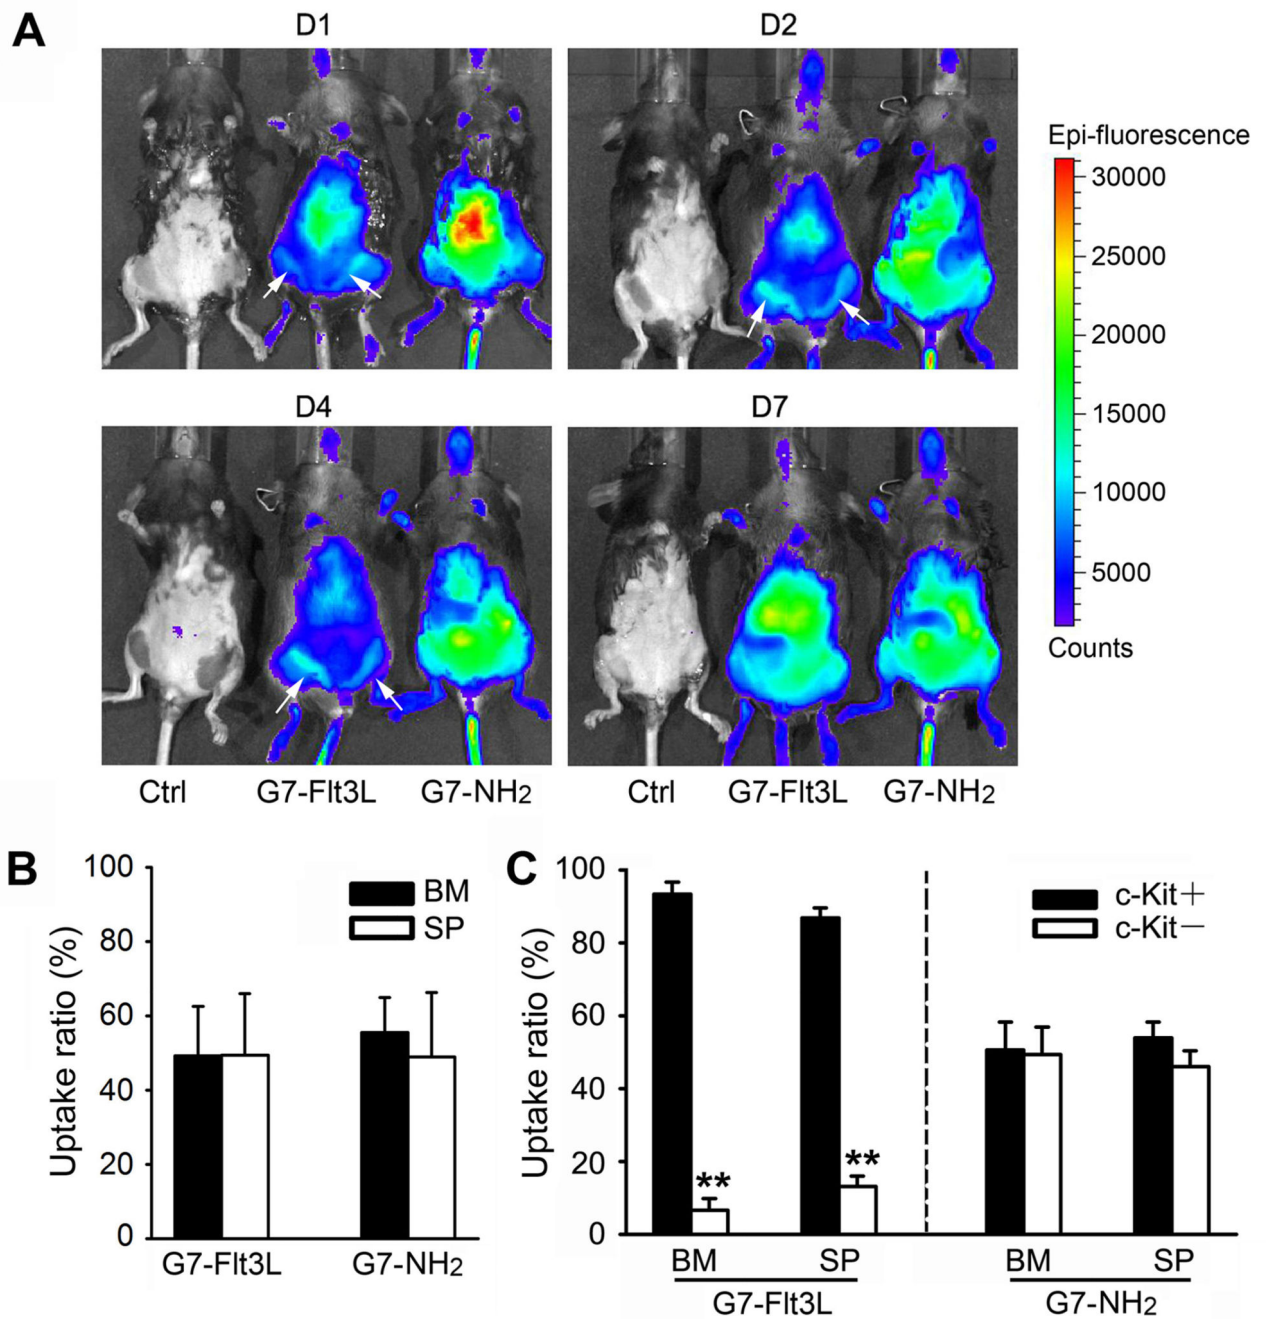 A
D1
D2
Epi-fluorescence
30000
25000
20000
15000
10000
5000
Counts
D4
D7
Ctrl G7-Flt3L G7-NH2
Ctrl G7-Flt3L G7-NH2
B
Uptake ratio (%)
100
80
60
40
20
0
BM
SP
G7-Flt3L G7-NH2
C
Uptake ratio (%)
100
80
60
40
20
0
c-Kit+
c-Kit−
**
**
BM SP BM SP
G7-Flt3L G7-NH2